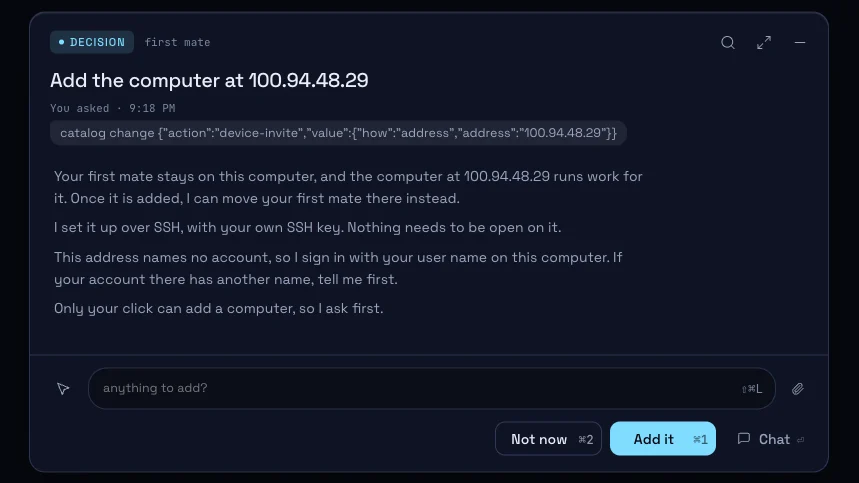 DECISION first mate
Add the computer at 100.94.48.29
You asked · 9:18 PM
catalog change {"action":"device-invite","value":{"how":"address","address":"100.94.48.29"}}
Your first mate stays on this computer, and the computer at 100.94.48.29 runs work for
it. Once it is added, I can move your first mate there instead.
I set it up over SSH, with your own SSH key. Nothing needs to be open on it.
This address names no account, so I sign in with your user name on this computer. If
your account there has another name, tell me first.
Only your click can add a computer, so I ask first.
anything to add? ⇧⌘L
Not now ⌘2 Add it ⌘1 Chat ⏎